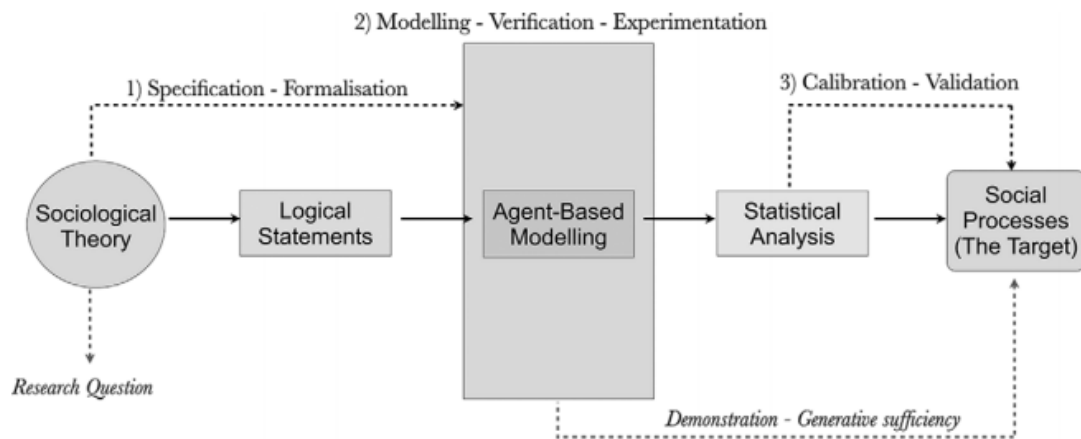 2) Modelling - Verification - Experimentation
1) Specification - Formalisation
3) Calibration - Validation
Sociological
Theory
Logical
Statements
Agent-Based
Modelling
Statistical
Analysis
Social
Processes
(The Target)
Research Question
Demonstration - Generative sufficiency